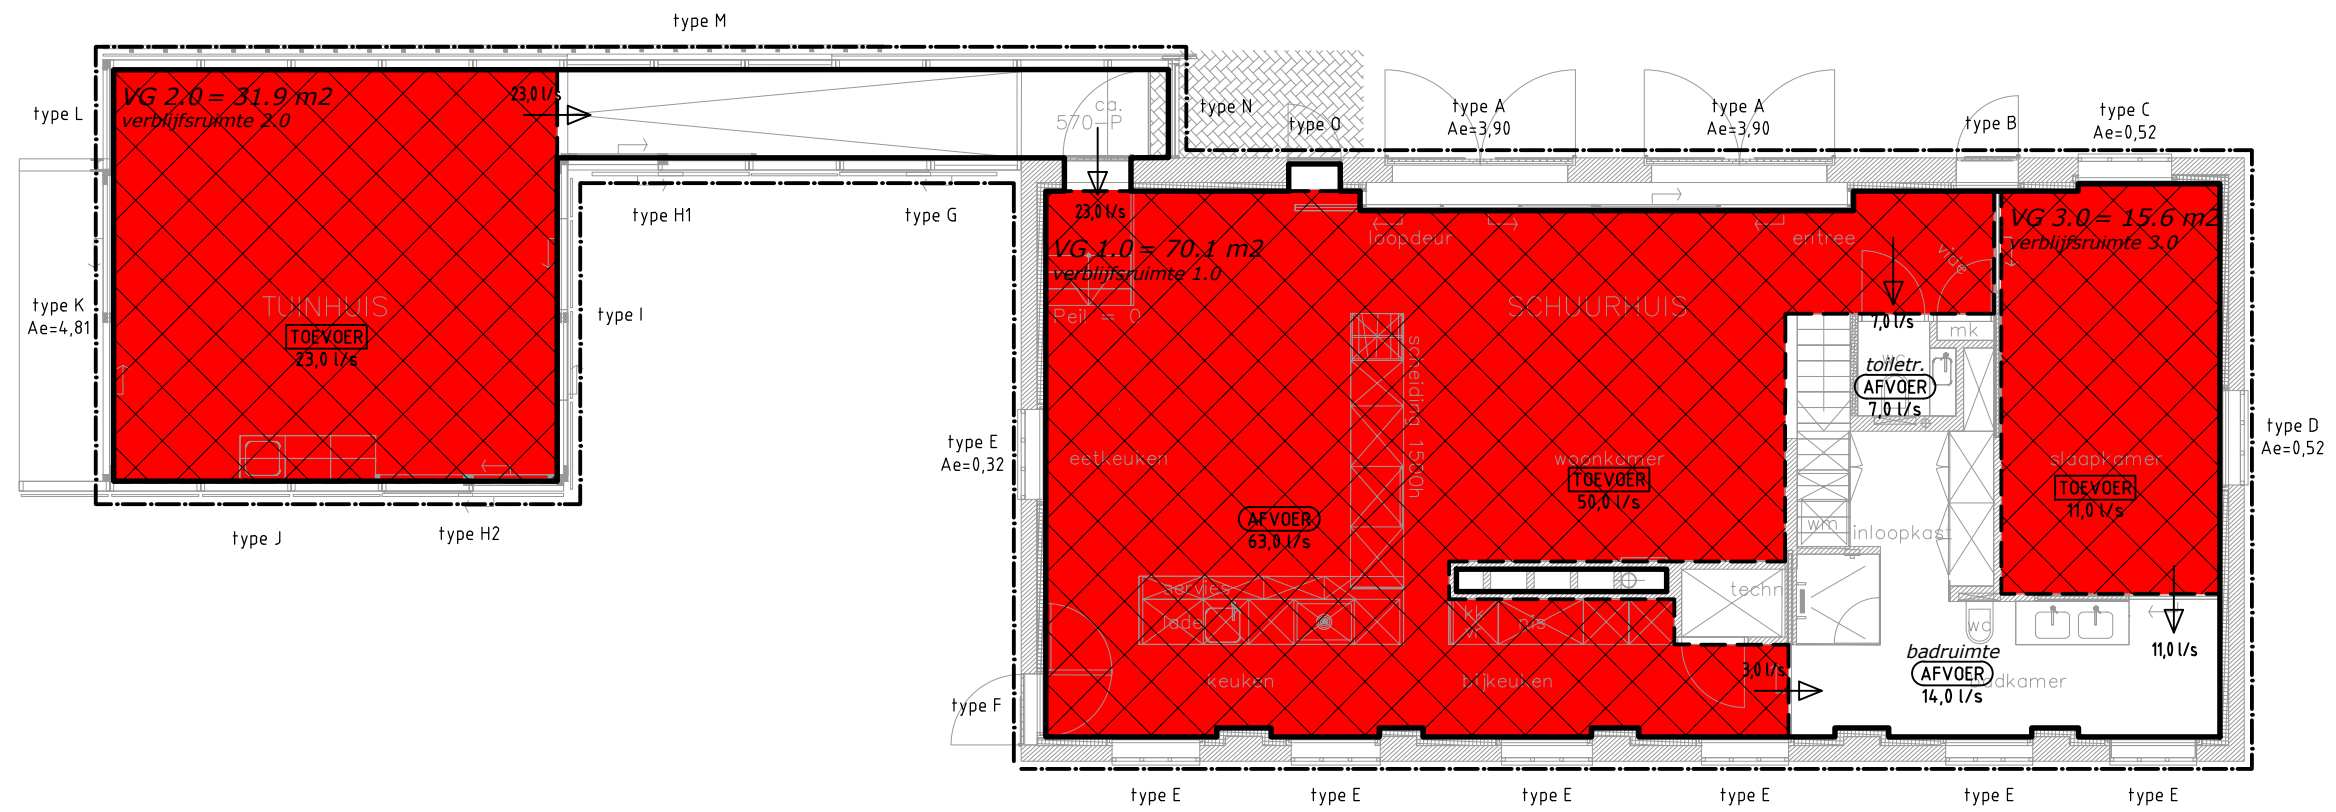 type M
type L
VG 2.0 = 31.9 m2
verblijfsruimte 2.0
23,0 l/s
ca.
570-P
type N
type O
type A
Ae=3,90
type A
Ae=3,90
type B
type C
Ae=0,52
type H1
type G
23,0 l/s
VG 1.0 = 70.1 m2
verblijfsruimte 1.0
Peil = 0
loopdeur
entree
vide
VG 3.0 = 15.6 m2
verblijfsruimte 3.0
type K
Ae=4,81
TUINHUIS
TOEVOER
23,0 l/s
type I
SCHUURHUIS
scheiding 1500h
7,0 l/s
mk
wc
toiletr.
AFVOER
7,0 l/s
type E
Ae=0,32
eetkeuken
woonkamer
TOEVOER
50,0 l/s
slaapkamer
TOEVOER
11,0 l/s
type D
Ae=0,52
type J
type H2
AFVOER
63,0 l/s
wm
inloopkast
servies
lade
kk
vr
nis
techn
wc
11,0 l/s
keuken
bijkeuken
3,0 l/s
badruimte
AFVOER
14,0 l/s
badkamer
type F
type E
type E
type E
type E
type E
type E